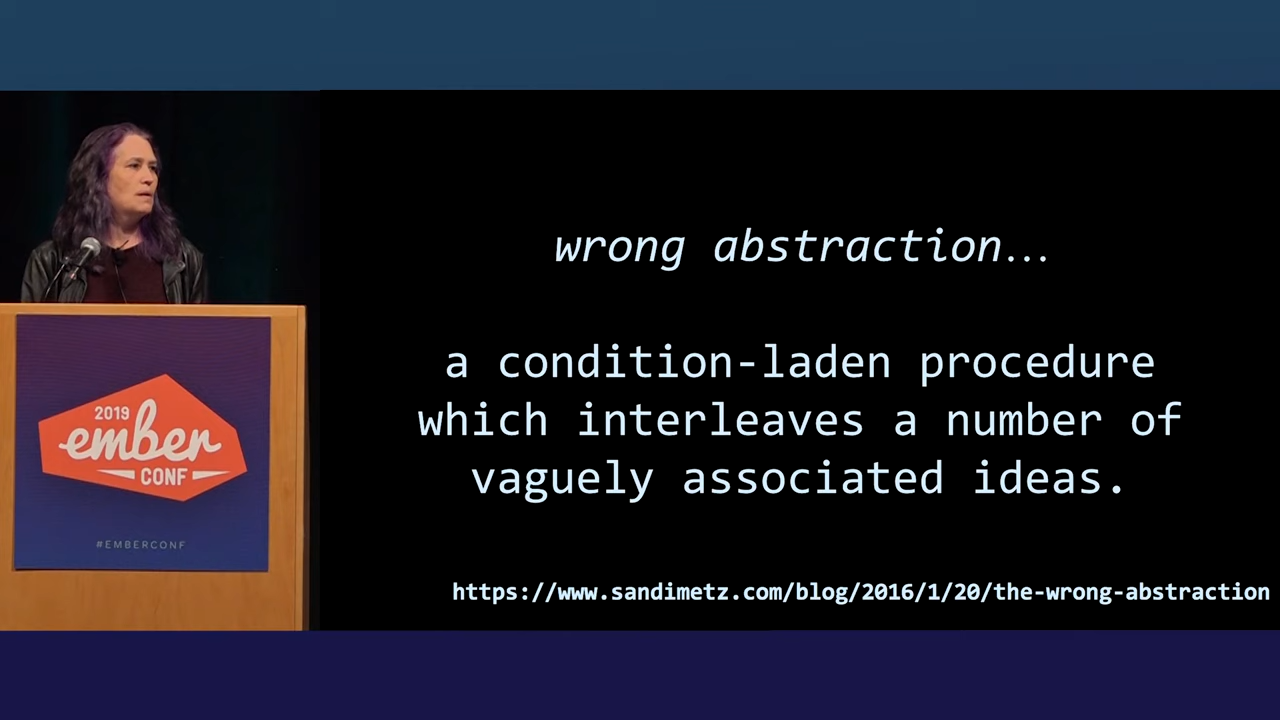 wrong abstraction...
a condition-laden procedure
which interleaves a number of
vaguely associated ideas.
https://www.sandimetz.com/blog/2016/1/20/the-wrong-abstraction
2019
ember
CONF
#EMBERCONF